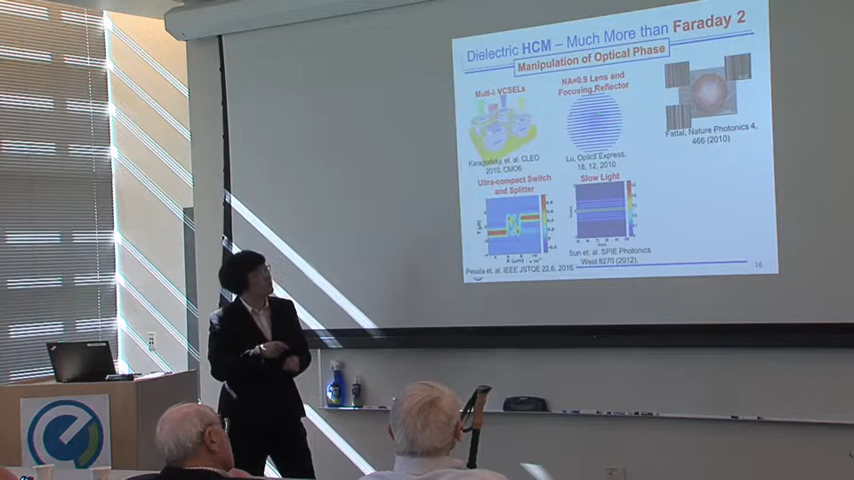 Dielectric HCM – Much More than Faraday 2
Manipulation of Optical Phase
Muti-λ VCSELs
NA=0.9 Lens and
Focusing Reflector
Karagodsky et. al. CLEO
2010, CMO6
Lu, Optical Express,
18, 12, 2010
Fattal, Nature Photonics 4,
466 (2010)
Ultra-compact Switch
and Splitter
Slow Light
Pesala et. al. IEEE JSTQE 22,6, 2016
Sun et. al. SPIE Photonics
West 8270 (2012)
16